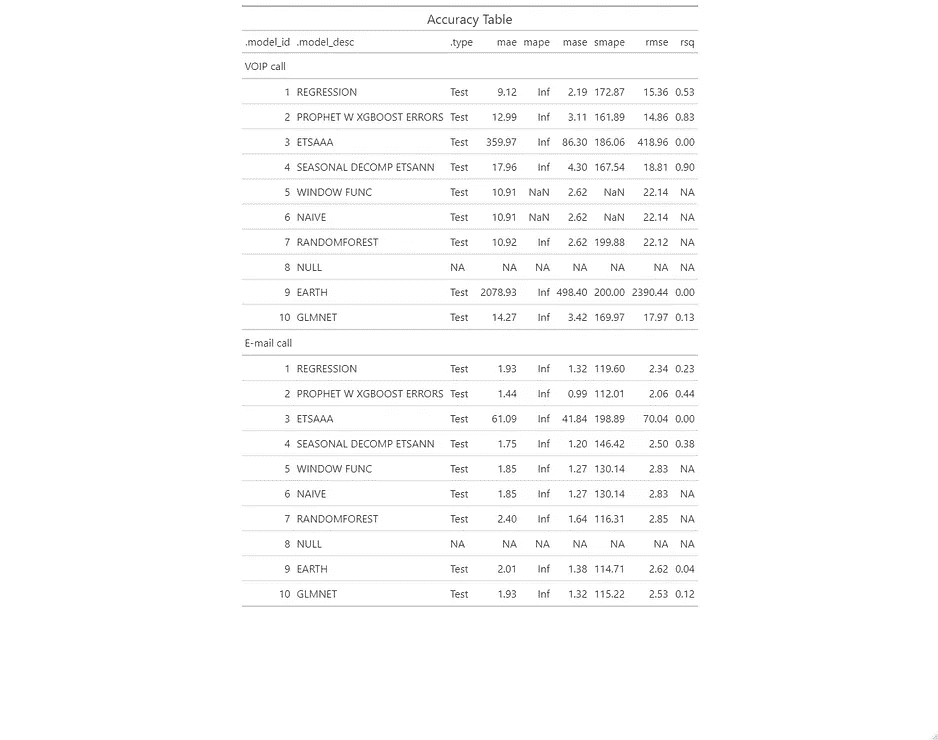 Accuracy Table
.model_id .model_desc .type mae mape mase smape rmse rsq
VOIP call
1 REGRESSION Test 9.12 Inf 2.19 172.87 15.36 0.53
2 PROPHET W XGBOOST ERRORS Test 12.99 Inf 3.11 161.89 14.86 0.83
3 ETSAAA Test 359.97 Inf 86.30 186.06 418.96 0.00
4 SEASONAL DECOMP ETSANN Test 17.96 Inf 4.30 167.54 18.81 0.90
5 WINDOW FUNC Test 10.91 NaN 2.62 NaN 22.14 NA
6 NAIVE Test 10.91 NaN 2.62 NaN 22.14 NA
7 RANDOMFOREST Test 10.92 Inf 2.62 199.88 22.12 NA
8 NULL NA NA NA NA NA NA NA
9 EARTH Test 2078.93 Inf 498.40 200.00 2390.44 0.00
10 GLMNET Test 14.27 Inf 3.42 169.97 17.97 0.13
E-mail call
1 REGRESSION Test 1.93 Inf 1.32 119.60 2.34 0.23
2 PROPHET W XGBOOST ERRORS Test 1.44 Inf 0.99 112.01 2.06 0.44
3 ETSAAA Test 61.09 Inf 41.84 198.89 70.04 0.00
4 SEASONAL DECOMP ETSANN Test 1.75 Inf 1.20 146.42 2.50 0.38
5 WINDOW FUNC Test 1.85 Inf 1.27 130.14 2.83 NA
6 NAIVE Test 1.85 Inf 1.27 130.14 2.83 NA
7 RANDOMFOREST Test 2.40 Inf 1.64 116.31 2.85 NA
8 NULL NA NA NA NA NA NA NA
9 EARTH Test 2.01 Inf 1.38 114.71 2.62 0.04
10 GLMNET Test 1.93 Inf 1.32 115.22 2.53 0.12